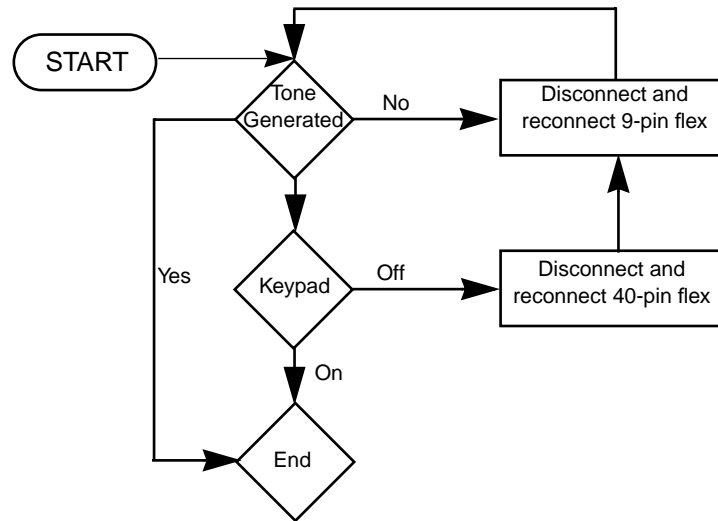 START
Tone
Generated
No
Disconnect and
reconnect 9-pin flex
Yes
Keypad
Off
Disconnect and
reconnect 40-pin flex
On
End